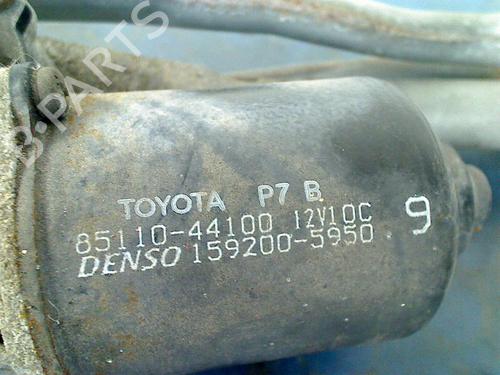 B-PARTS
TOYOTA P7 B
85110-44100 12V10C
DENSO 159200-5950 9